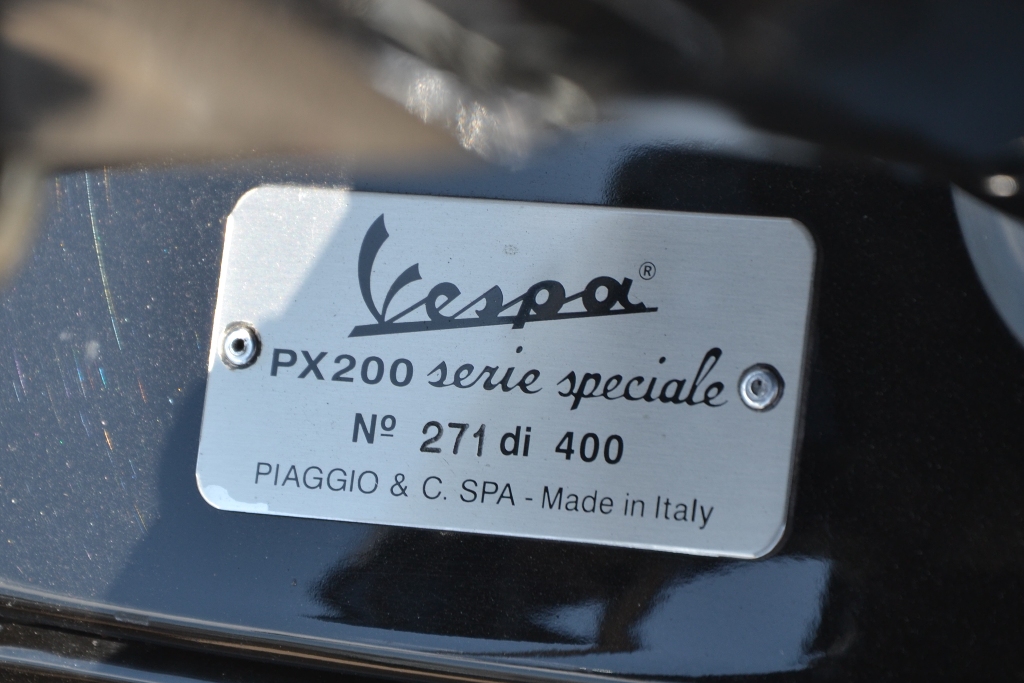 Vespa®
PX200 serie speciale
Nº 271 di 400
PIAGGIO & C. SPA - Made in Italy